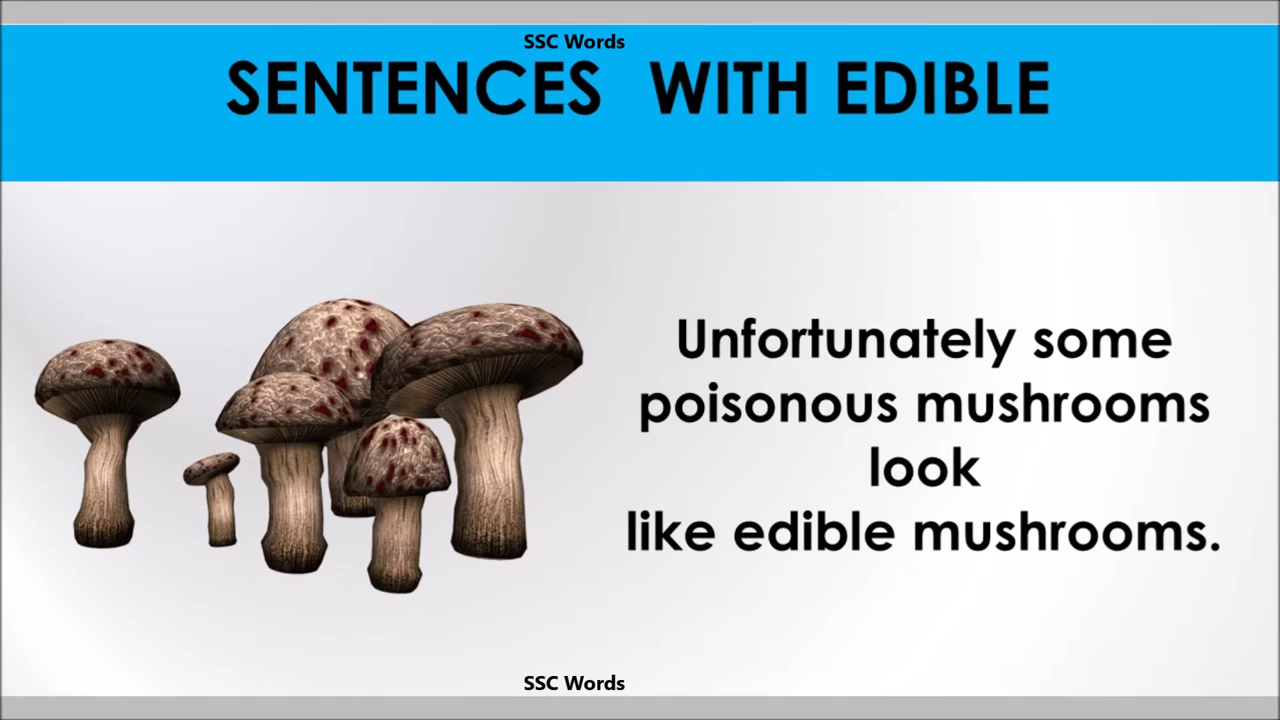 SSC Words
SENTENCES WITH EDIBLE
Unfortunately some
poisonous mushrooms
look
like edible mushrooms.
SSC Words